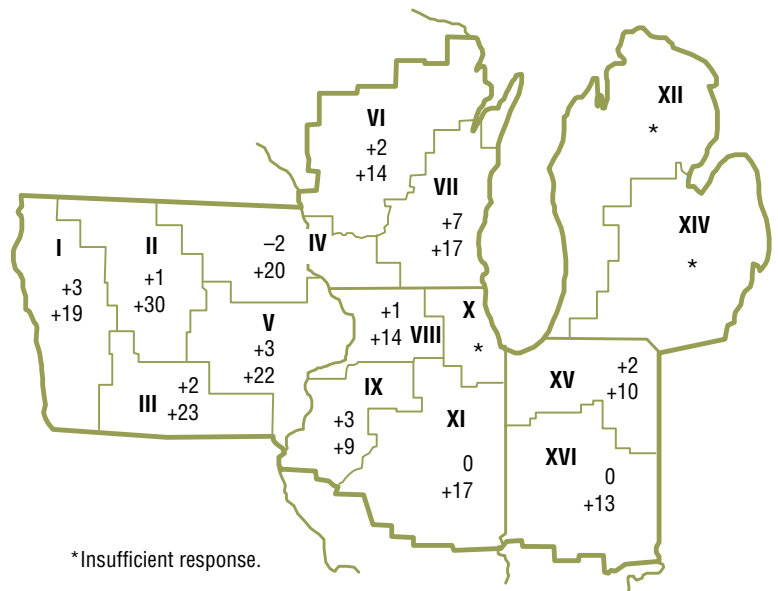 XII
*
VI
+2
+14
VII
+7
+17
XIV
*
I
+3
+19
II
+1
+30
−2
+20
IV
V
+3
+22
+2
III +23
+1
+14 VIII
X
*
IX
+3
+9
XI
0
+17
XV +2
+10
XVI
0
+13
*Insufficient response.